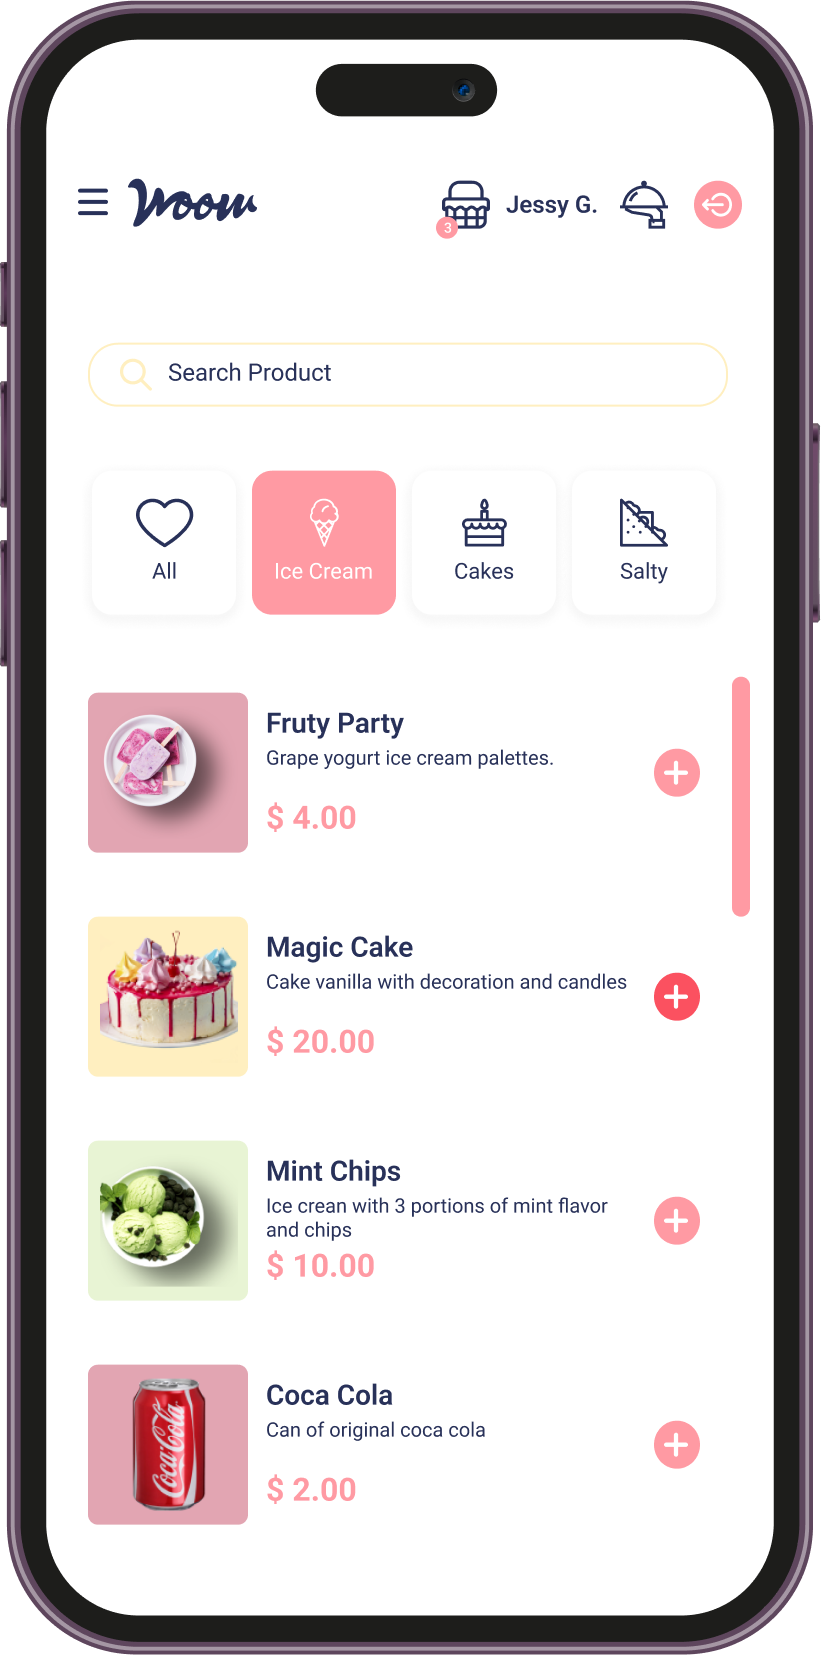 Woow
3
Jessy G.
Search Product
All
Ice Cream
Cakes
Salty
Fruty Party
Grape yogurt ice cream palettes.
$ 4.00
Magic Cake
Cake vanilla with decoration and candles
$ 20.00
Mint Chips
Ice crean with 3 portions of mint flavor
and chips
$ 10.00
Coca-Cola
Coca Cola
Can of original coca cola
$ 2.00